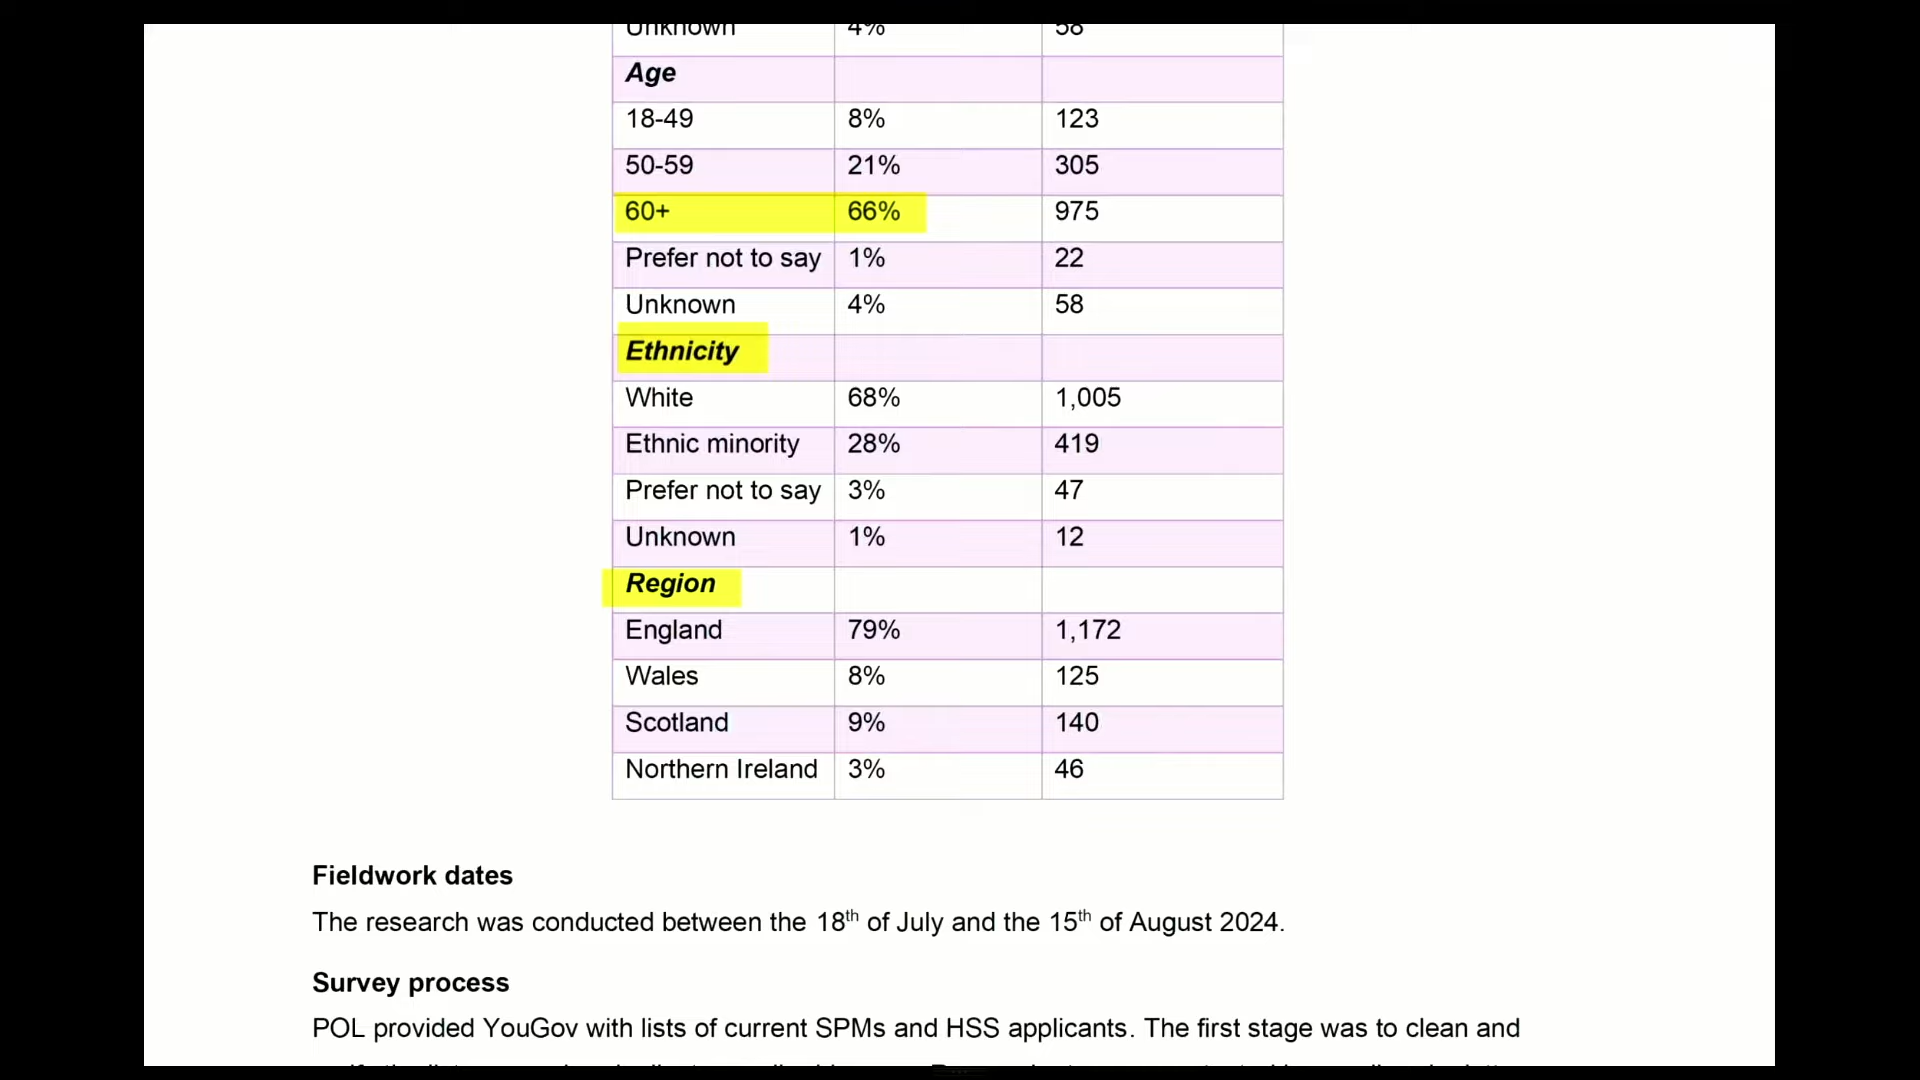 Unknown 4% 58
Age
18-49 8% 123
50-59 21% 305
60+ 66% 975
Prefer not to say 1% 22
Unknown 4% 58
Ethnicity
White 68% 1,005
Ethnic minority 28% 419
Prefer not to say 3% 47
Unknown 1% 12
Region
England 79% 1,172
Wales 8% 125
Scotland 9% 140
Northern Ireland 3% 46
Fieldwork dates
The research was conducted between the 18th of July and the 15th of August 2024.
Survey process
POL provided YouGov with lists of current SPMs and HSS applicants. The first stage was to clean and